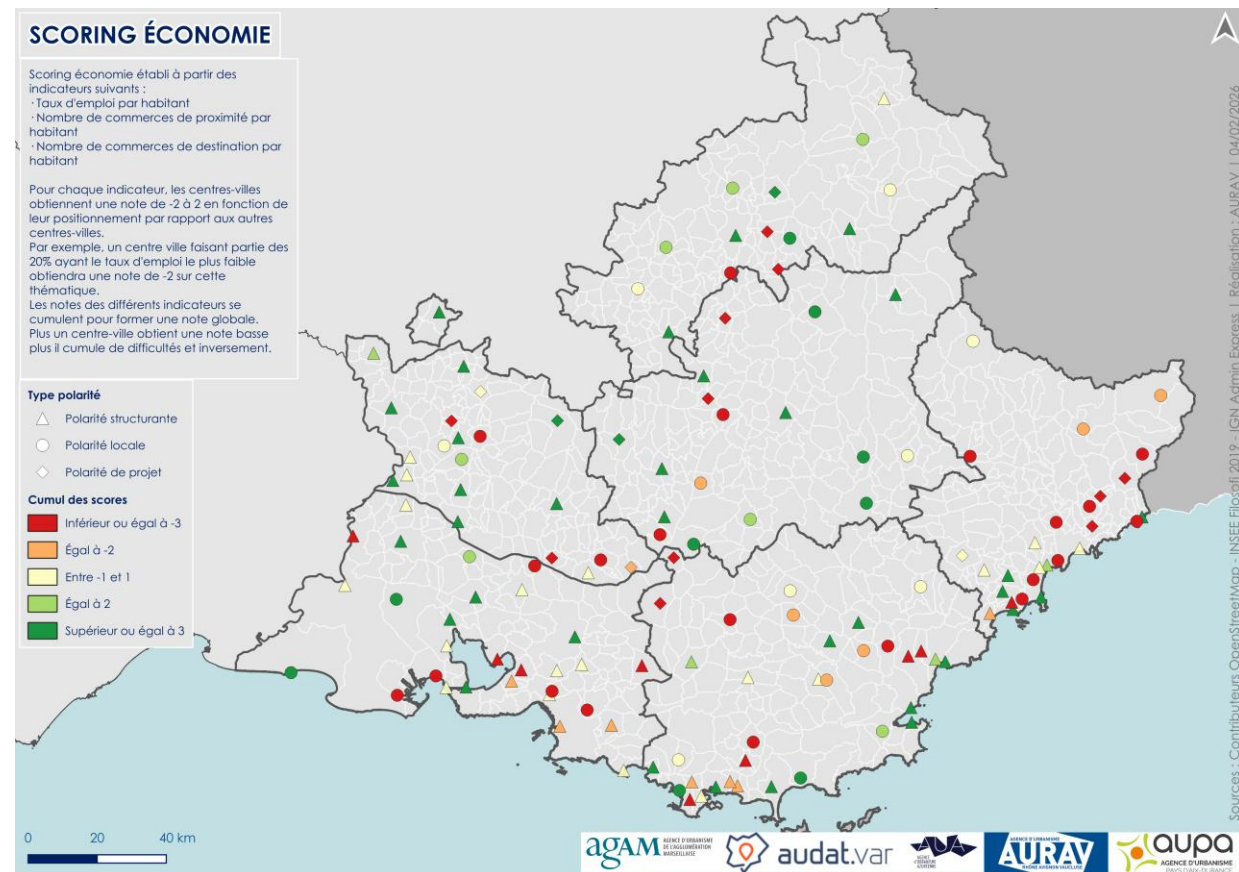 SCORING ÉCONOMIE
Scoring économie établi à partir des
indicateurs suivants :
· Taux d'emploi par habitant
· Nombre de commerces de proximité par
habitant
· Nombre de commerces de destination par
habitant
Pour chaque indicateur, les centres-villes
obtiennent une note de -2 à 2 en fonction de
leur positionnement par rapport aux autres
centres-villes.
Par exemple, un centre ville faisant partie des
20% ayant le taux d'emploi le plus faible
obtiendra une note de -2 sur cette
thématique.
Les notes des différents indicateurs se
cumulent pour former une note globale.
Plus un centre-ville obtient une note basse
plus il cumule de difficultés et inversement.
Type polarité
Polarité structurante
Polarité locale
Polarité de projet
Cumul des scores
Inférieur ou égal à -3
Égal à -2
Entre -1 et 1
Égal à 2
Supérieur ou égal à 3
0 20 40 km
Sources : Contributeurs OpenStreetMap - INSEE Filosofi 2019 - IGN Admin Express | Réalisation : AURAV | 04/02/2026
agAM
AGENCE D'URBANISME
DE L'AGGLOMÉRATION
MARSEILLAISE
audat.var
AGENCE D'URBANISME
AURAV
RHÔNE AVIGNON VAUCLUSE
aupa
AGENCE D'URBANISME
PAYS D'AIX-DURANCE